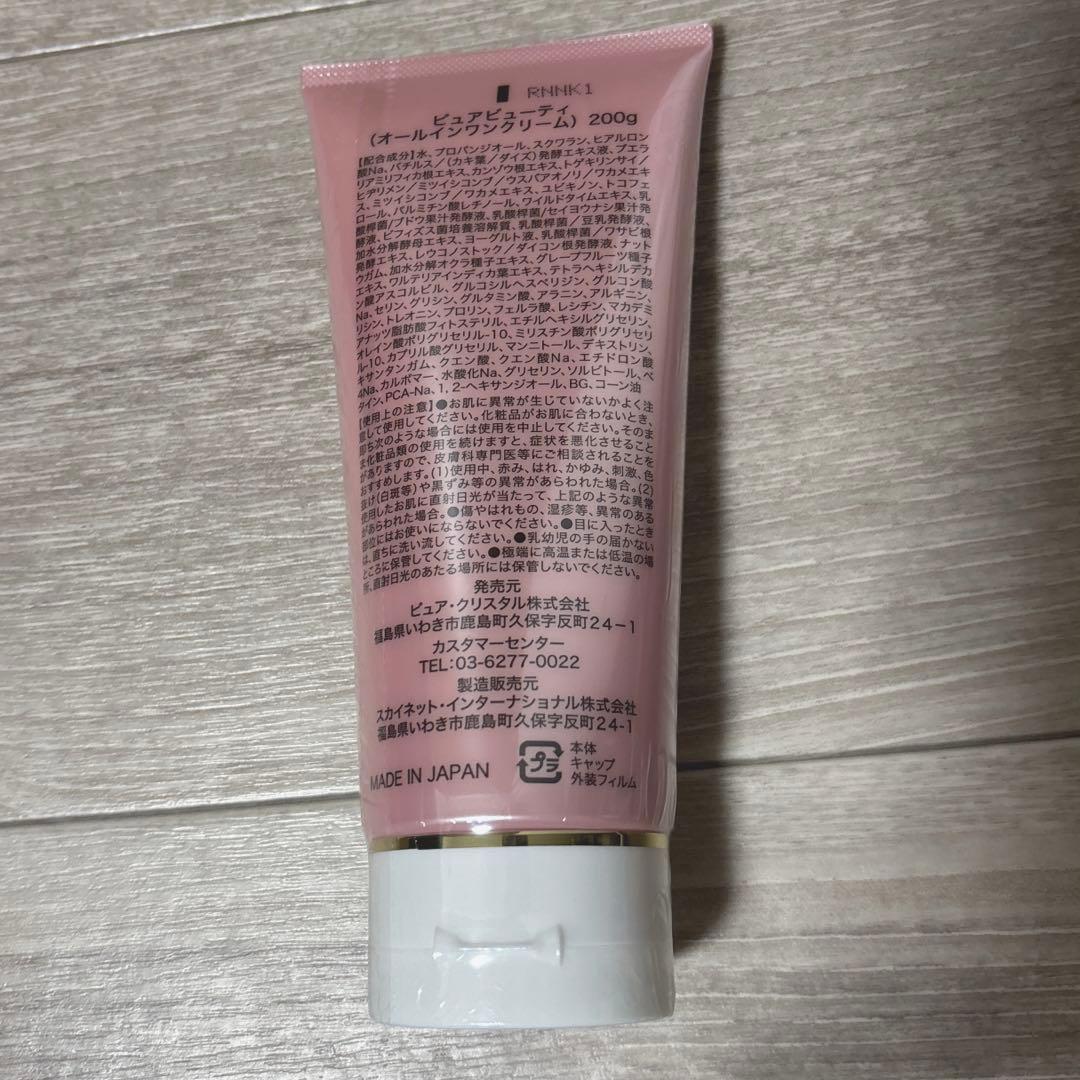 RNNK1
ピュアビューティ
（オールインワンクリーム） 200g
【配合成分】水、プロパンジオール、スクワラン、ヒアルロン
酸Na、バチルス／（カキ葉／ダイズ）発酵エキス液、プエラ
リアミリフィカ根エキス、カンゾウ根エキス、トゲキリンサイ／
ヒヂリメン／ミツイシコンブ／ウスバアオノリ／ワカメエキ
ス、ミツイシコンブ／ワカメエキス、ユビキノン、トコフェ
ロール、パルミチン酸レチノール、ワイルドタイムエキス、乳
酸桿菌/ブドウ果汁発酵液、乳酸桿菌/セイヨウナシ果汁発
酵液、ビフィズス菌培養溶解質、乳酸桿菌／豆乳発酵液、
加水分解酵母エキス、ヨーグルト液、乳酸桿菌／ワサビ根
発酵エキス、レウコノストック／ダイコン根発酵液、ナット
ウガム、加水分解オクラ種子エキス、グレープフルーツ種子
エキス、ワルテリアインディカ葉エキス、テトラヘキシルデカ
ン酸アスコルビル、グルコシルヘスペリジン、グルコン酸
Na、セリン、グリシン、グルタミン酸、アラニン、アルギニン、
リシン、トレオニン、プロリン、フェルラ酸、レシチン、マカデミ
アナッツ脂肪酸フィトステリル、エチルヘキシルグリセリン、
オレイン酸ポリグリセリル-10、ミリスチン酸ポリグリセリ
ル-10、カプリル酸グリセリル、マンニトール、デキストリン、
キサンタンガム、クエン酸、クエン酸Na、エチドロン酸
4Na、カルボマー、水酸化Na、グリセリン、ソルビトール、ベ
タイン、PCA-Na、1，2-ヘキサンジオール、BG、コーン油
【使用上の注意】●お肌に異常が生じていないかよく注
意して使用してください。化粧品がお肌に合わないとき、
即ち次のような場合には使用を中止してください。そのま
ま化粧品類の使用を続けますと、症状を悪化させること
がありますので、皮膚科専門医等にご相談されることを
おすすめします。（1）使用中、赤み、はれ、かゆみ、刺激、色
抜け（白斑等）や黒ずみ等の異常があらわれた場合。（2）
使用したお肌に直射日光が当たって、上記のような異常
があらわれた場合。●傷やはれもの、湿疹等、異常のある
部位にはお使いにならないでください。●目に入ったとき
は、直ちに洗い流してください。●乳幼児の手の届かない
ところに保管してください。●極端に高温または低温の場
所、直射日光のあたる場所には保管しないでください。
発売元
ピュア・クリスタル株式会社
福島県いわき市鹿島町久保字反町24－1
カスタマーセンター
TEL：03-6277-0022
製造販売元
スカイネット・インターナショナル株式会社
福島県いわき市鹿島町久保字反町24-1
MADE IN JAPAN
プラ
本体
キャップ
外装フィルム